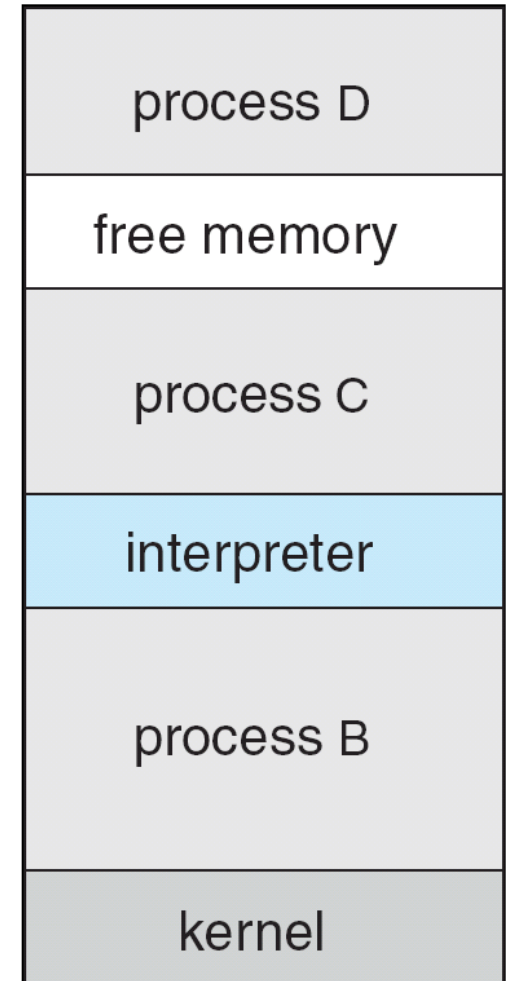 process D
free memory
process C
interpreter
process B
kernel